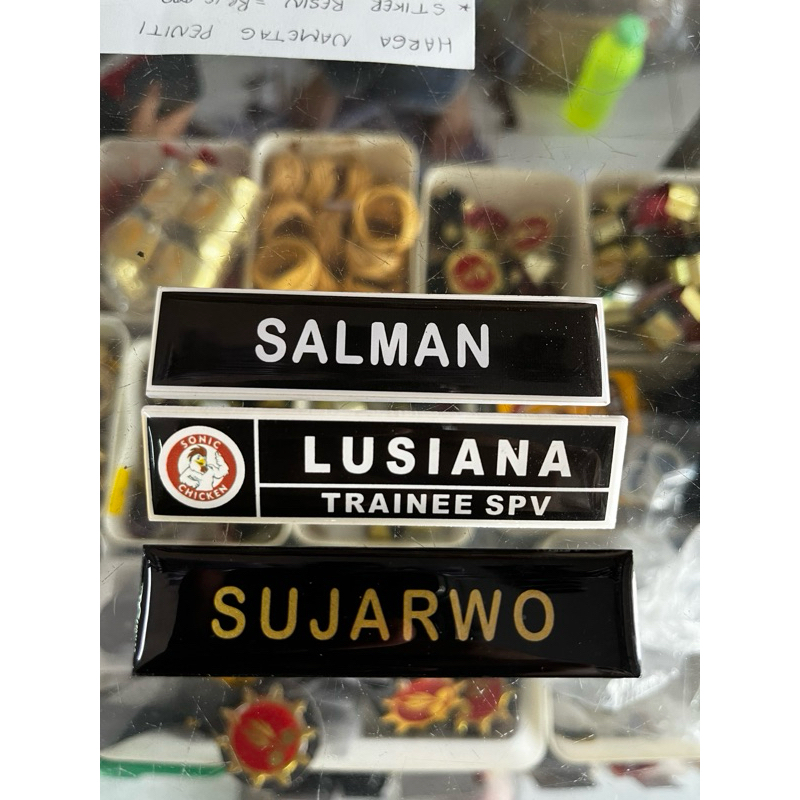 HARGA NAMETAG PENITI
* STIKER RESIN =
SALMAN
SONIC
CHICKEN
LUSIANA
TRAINEE SPV
SUJARWO